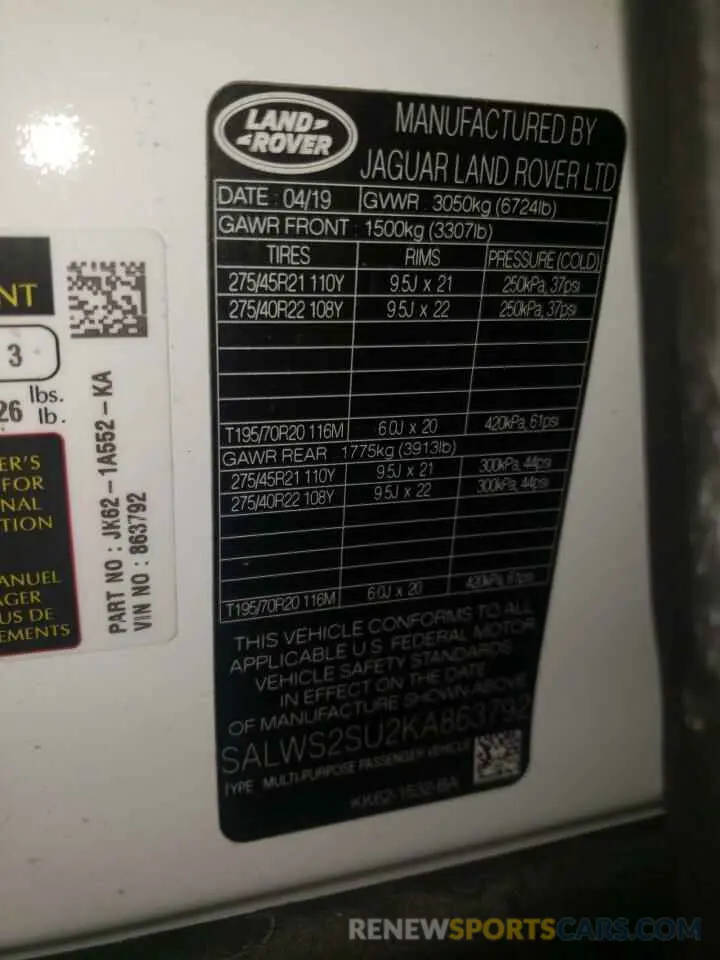 LAND-
-ROVER
MANUFACTURED BY
JAGUAR LAND ROVER LTD
DATE : 04/19 GVWR : 3050kg (6724lb)
GAWR FRONT : 1500kg (3307lb)
TIRES RIMS PRESSURE (COLD)
275/45R21 110Y 9.5J x 21 250kPa, 37psi
275/40R22 108Y 9.5J x 22 250kPa, 37psi
T195/70R20 116M 6.0J x 20 420kPa, 61psi
GAWR REAR : 1775kg (3913lb)
275/45R21 110Y 9.5J x 21 300kPa, 44psi
275/40R22 108Y 9.5J x 22 300kPa, 44psi
T195/70R20 116M 6.0J x 20 420kPa, 61psi
THIS VEHICLE CONFORMS TO ALL
APPLICABLE U.S. FEDERAL MOTOR
VEHICLE SAFETY STANDARDS
IN EFFECT ON THE DATE
OF MANUFACTURE SHOWN ABOVE
SALWS2SU2KA863792
TYPE : MULTI-PURPOSE PASSENGER VEHICLE
KK62-1532-BA
NT
3
26 lbs.
lb.
ER'S
FOR
NAL
TION
ANUEL
AGER
US DE
EMENTS
PART NO : JK62-1A552-KA
VIN NO : 863792
RENEWSPORTSCARS.COM